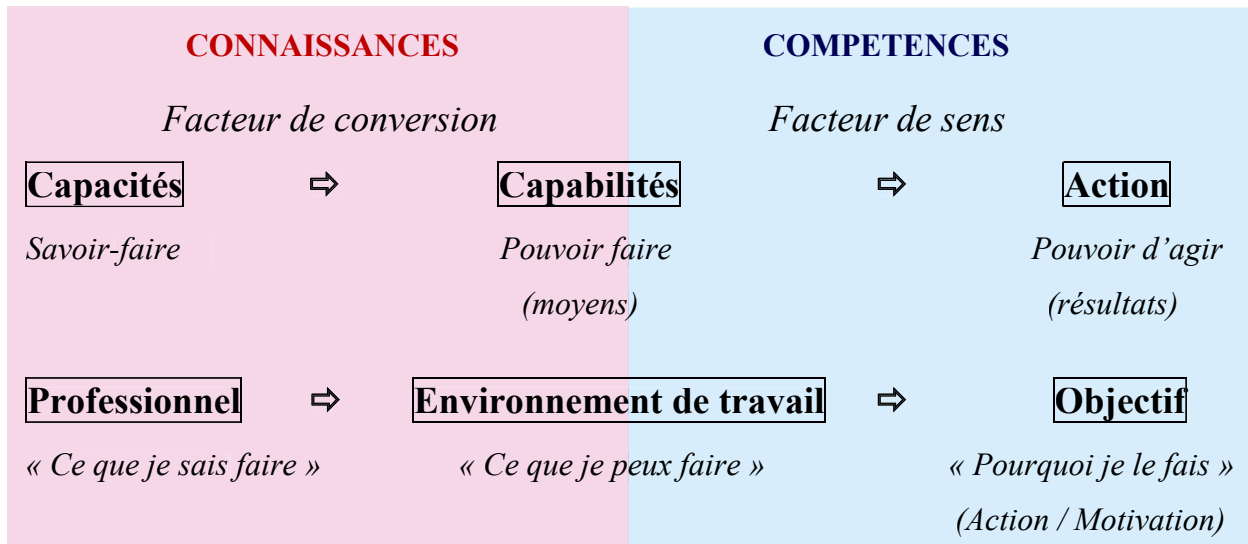 CONNAISSANCES COMPETENCES
Facteur de conversion Facteur de sens
Capacités ⇨ Capabilités ⇨ Action
Savoir-faire Pouvoir faire Pouvoir d’agir
(moyens) (résultats)
Professionnel ⇨ Environnement de travail ⇨ Objectif
« Ce que je sais faire » « Ce que je peux faire » « Pourquoi je le fais »
(Action / Motivation)